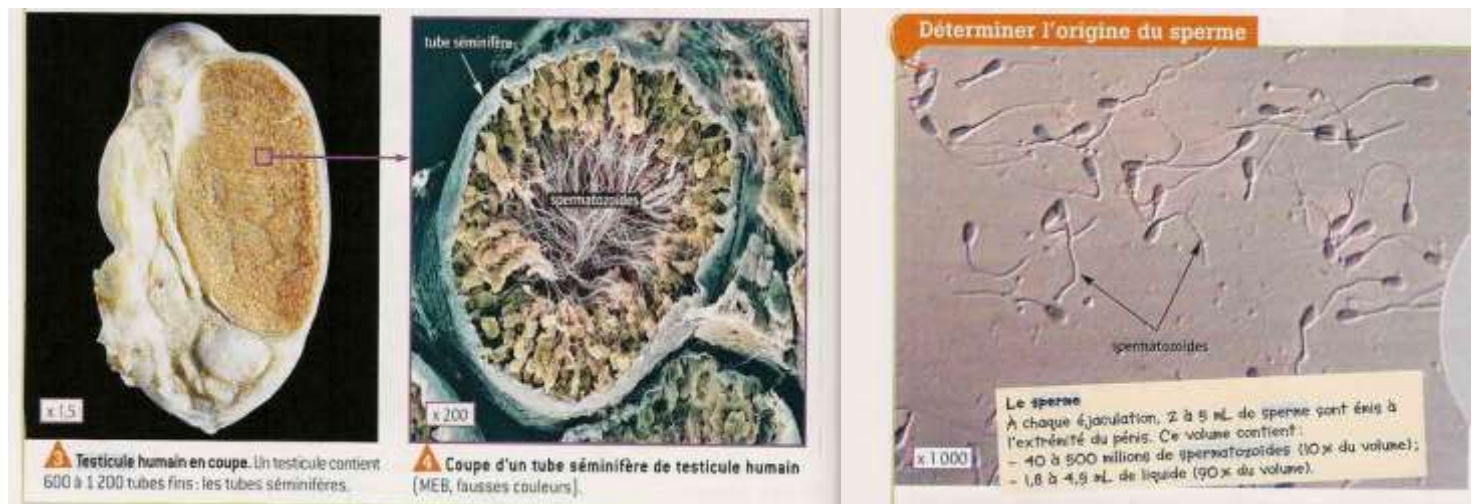 x 1,5
3 Testicule humain en coupe. Un testicule contient
600 à 1 200 tubes fins : les tubes séminifères.
tube séminifère
spermatozoïdes
x 200
4 Coupe d'un tube séminifère de testicule humain
(MEB, fausses couleurs).
Déterminer l'origine du sperme
spermatozoïdes
x 1 000
Le sperme
À chaque éjaculation, 2 à 5 mL de sperme sont émis à
l'extrémité du pénis. Ce volume contient :
- 40 à 500 millions de spermatozoïdes (10 % du volume);
- 1,8 à 4,5 mL de liquide (90 % du volume).